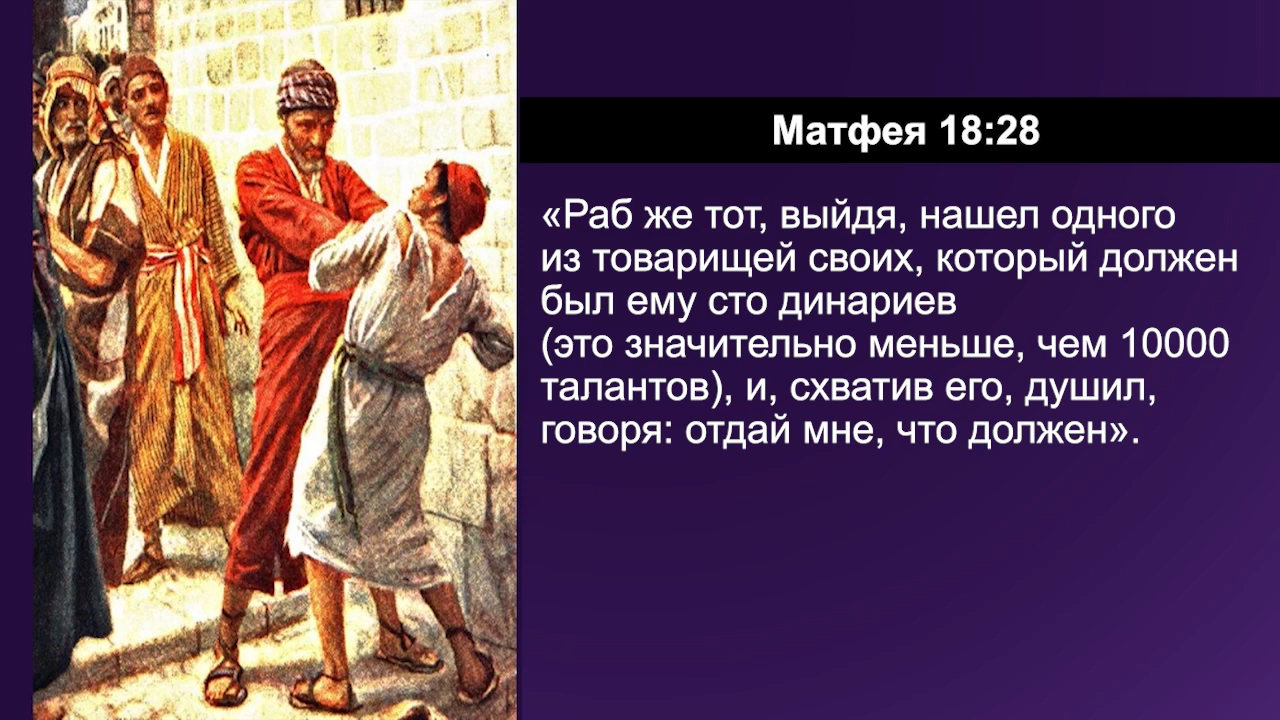 Матфея 18:28
«Раб же тот, выйдя, нашел одного
из товарищей своих, который должен
был ему сто динариев
(это значительно меньше, чем 10000
талантов), и, схватив его, душил,
говоря: отдай мне, что должен».